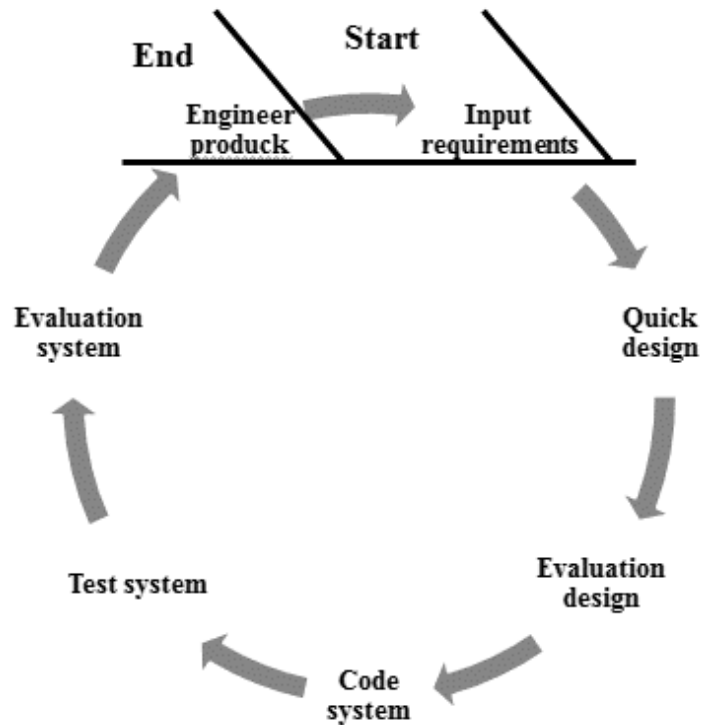 End
Start
Engineer
produck
Input
requirements
Quick
design
Evaluation
design
Code
system
Test system
Evaluation
system